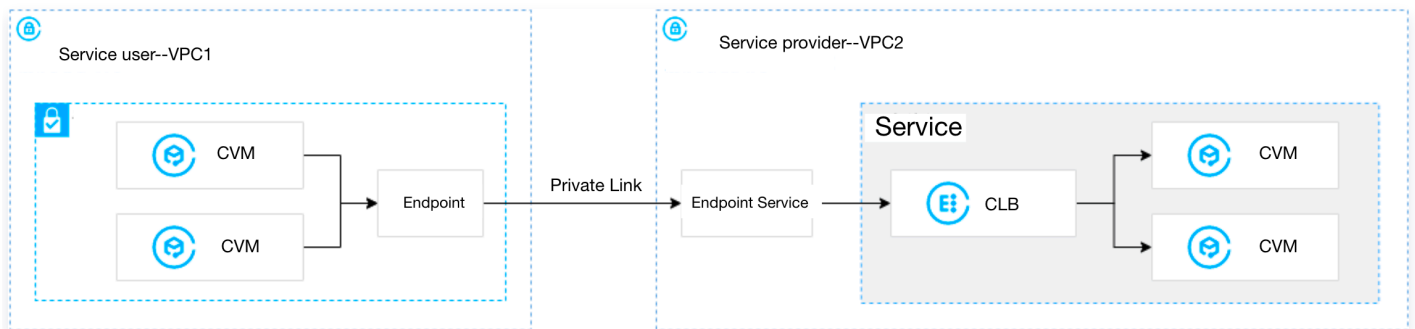 Service user--VPC1
Service provider--VPC2
Service
CVM
CVM
Endpoint
Private Link
Endpoint Service
CLB
CVM
CVM